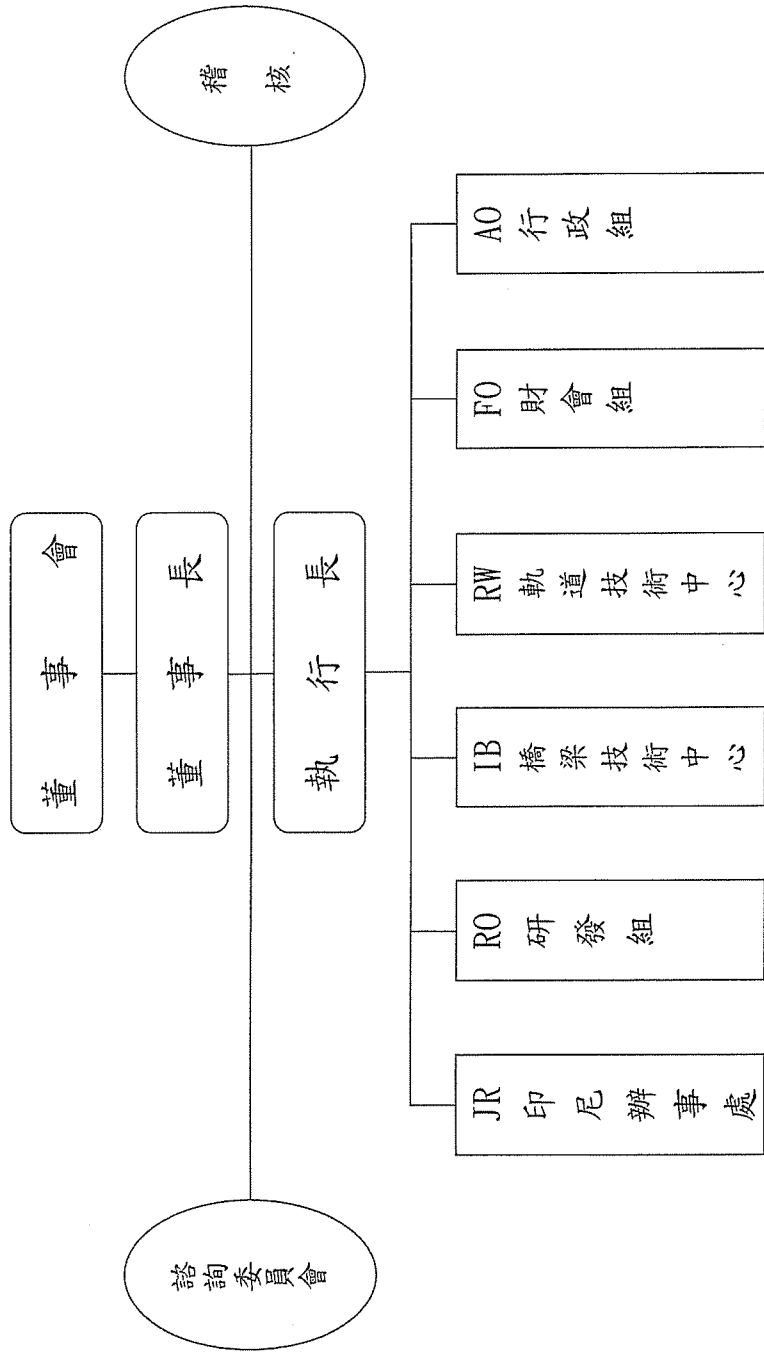 董事會
董事長
諮詢委員會
稽核
執行長
JR 印尼辦事處
RO 研發組
IB 橋梁技術中心
RW 軌道技術中心
FO 財會組
AO 行政組